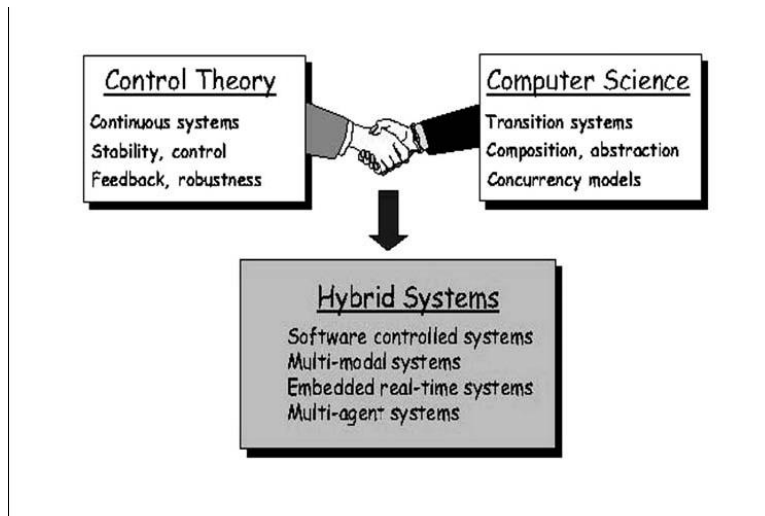 Control Theory
Continuous systems
Stability, control
Feedback, robustness
Computer Science
Transition systems
Composition, abstraction
Concurrency models
Hybrid Systems
Software controlled systems
Multi-modal systems
Embedded real-time systems
Multi-agent systems